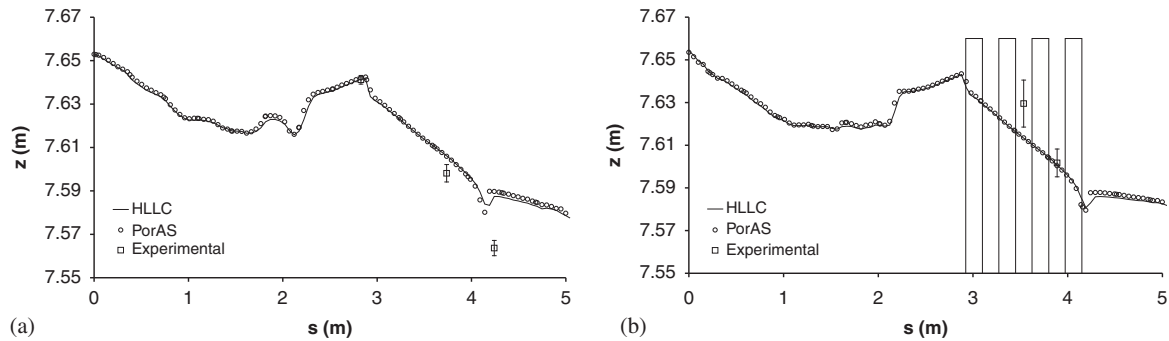 7.67
7.65
7.63
7.61
7.59
7.57
7.55
z (m)
HLLC
PorAS
Experimental
0 1 2 3 4 5
(a) s (m)
7.67
7.65
7.63
7.61
7.59
7.57
7.55
z (m)
HLLC
PorAS
Experimental
0 1 2 3 4 5
(b) s (m)